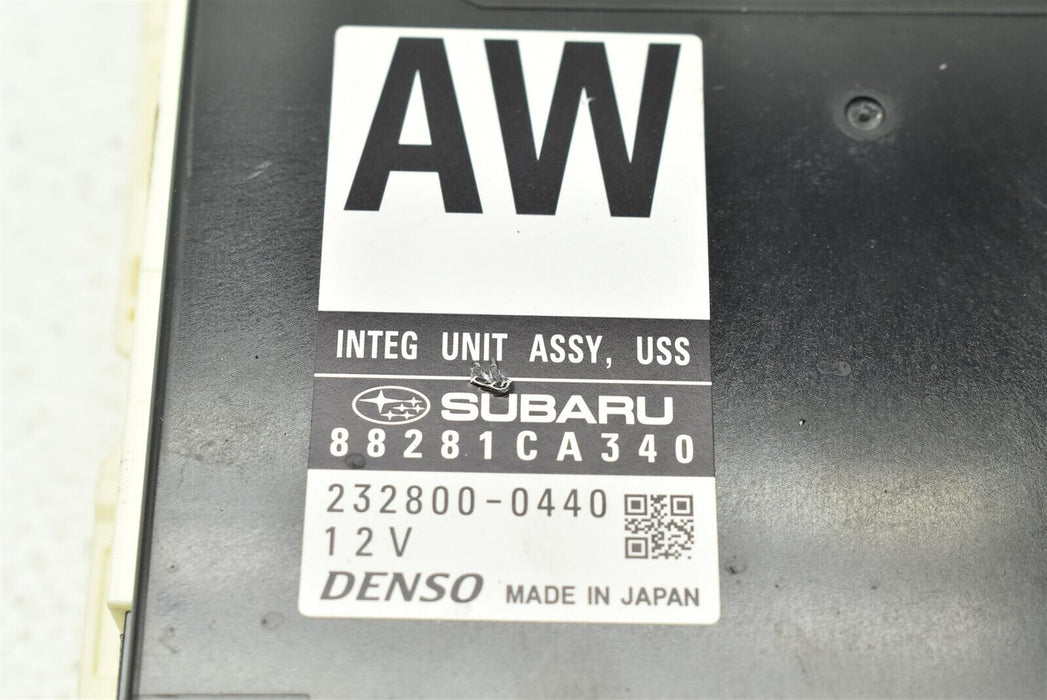 AW
INTEG UNIT ASSY, USS
SUBARU
88281CA340
232800-0440
12V
DENSO MADE IN JAPAN